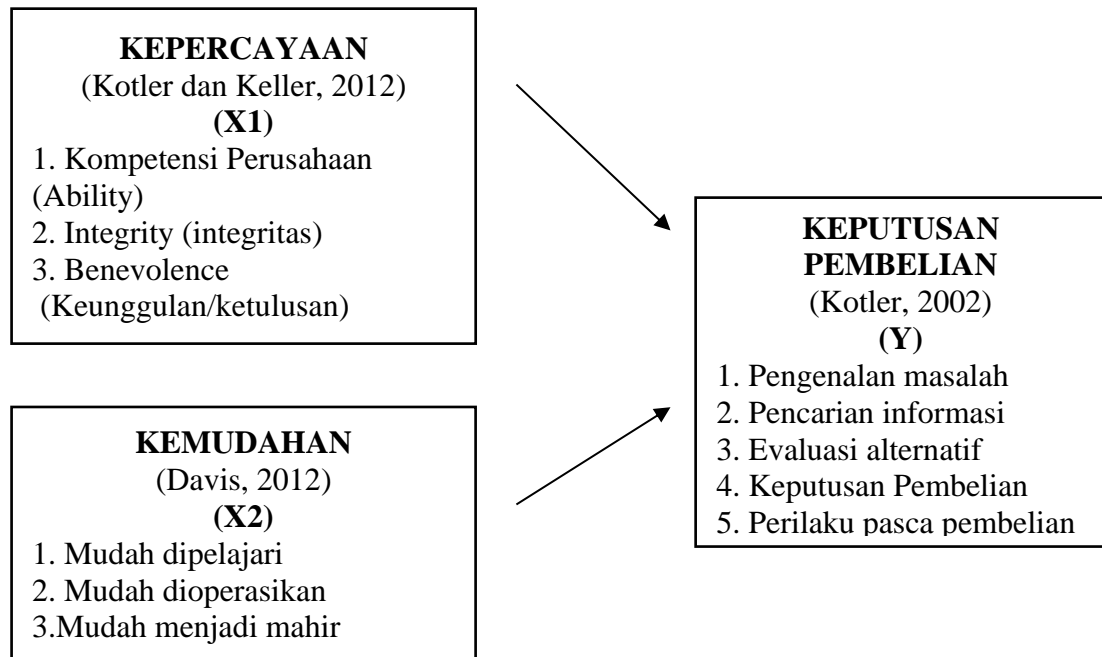 KEPERCAYAAN
(Kotler dan Keller, 2012)
(X1)
1. Kompetensi Perusahaan
(Ability)
2. Integrity (integritas)
3. Benevolence
(Keunggulan/ketulusan)
KEMUDAHAN
(Davis, 2012)
(X2)
1. Mudah dipelajari
2. Mudah dioperasikan
3.Mudah menjadi mahir
KEPUTUSAN
PEMBELIAN
(Kotler, 2002)
(Y)
1. Pengenalan masalah
2. Pencarian informasi
3. Evaluasi alternatif
4. Keputusan Pembelian
5. Perilaku pasca pembelian